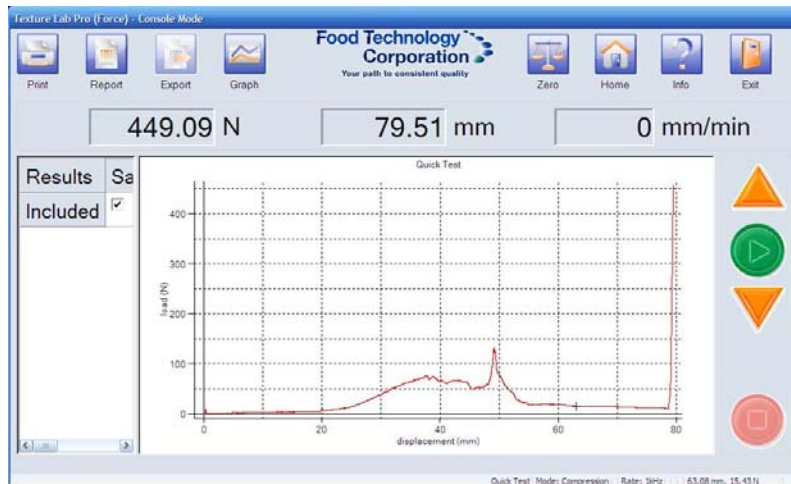 Texture Lab Pro (Force) - Console Mode
Print
Report
Export
Graph
Food Technology
Corporation
Your path to consistent quality
Zero
Home
Info
Exit
449.09 N
79.51 mm
0 mm/min
Results Sa
Included
Quick Test
load (N)
400
300
200
100
0
0 20 40 60 80
displacement (mm)
Quick Test Mode: Compression Rate: 1kHz 63.08 mm, 15.43N